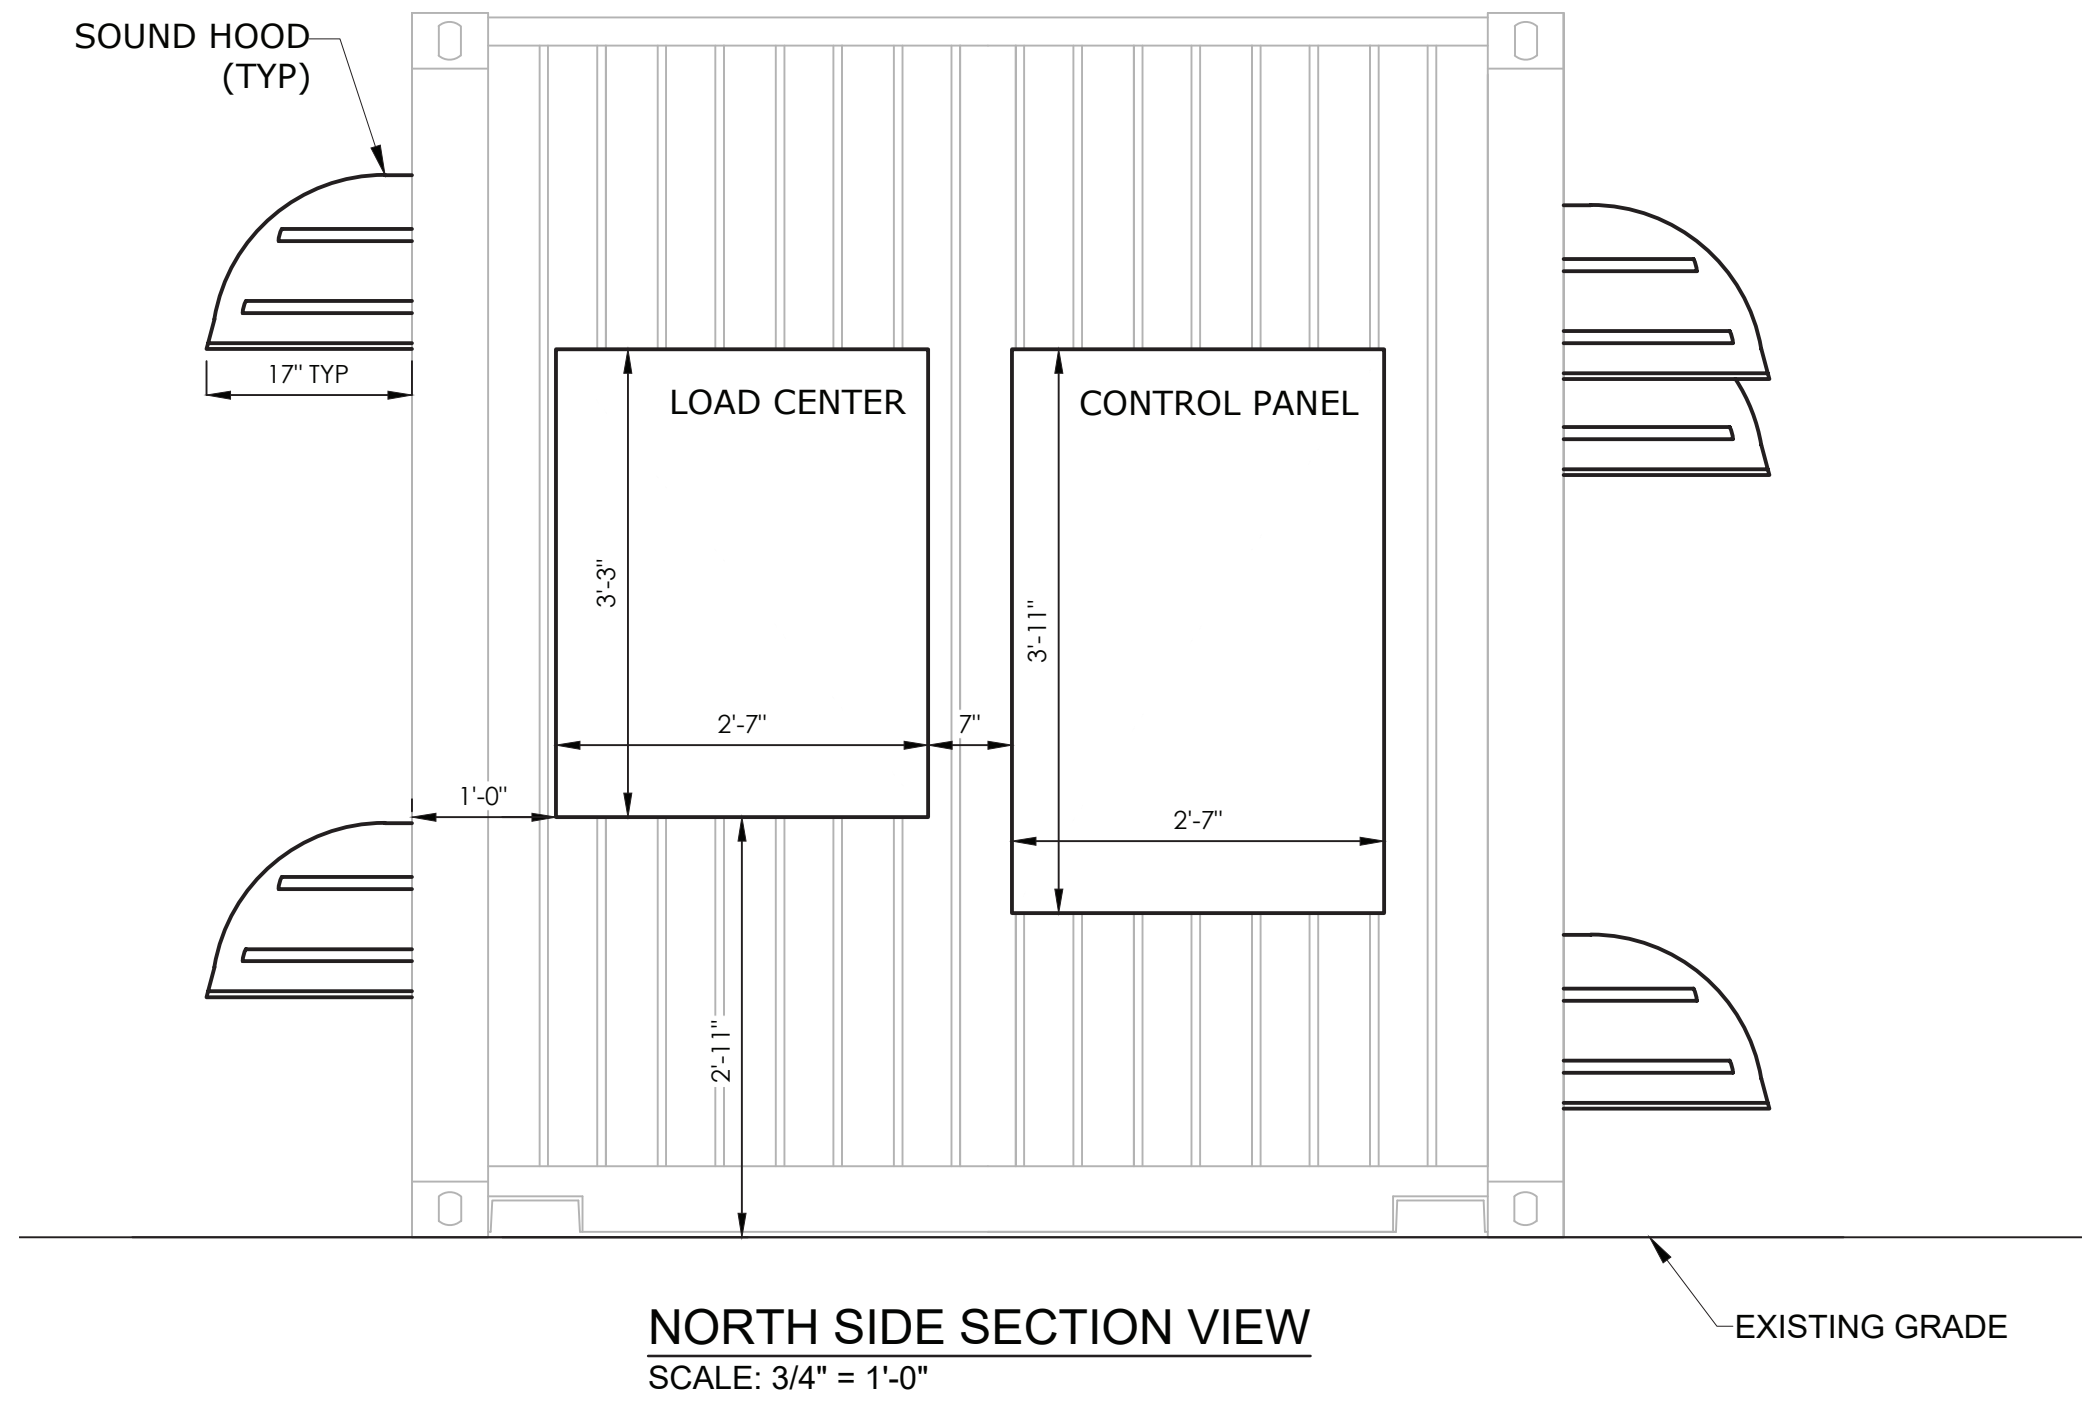 SOUND HOOD
(TYP)
17" TYP
LOAD CENTER
CONTROL PANEL
3'-3"
3'-11"
2'-7"
7"
1'-0"
2'-7"
2'-11"
NORTH SIDE SECTION VIEW
SCALE: 3/4" = 1'-0"
EXISTING GRADE